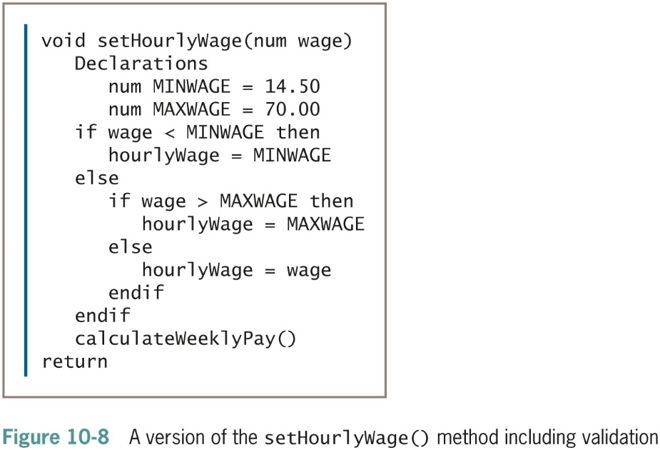 void setHourlyWage(num wage)
   Declarations
      num MINWAGE = 14.50
      num MAXWAGE = 70.00
   if wage < MINWAGE then
      hourlyWage = MINWAGE
   else
      if wage > MAXWAGE then
         hourlyWage = MAXWAGE
      else
         hourlyWage = wage
      endif
   endif
   calculateWeeklyPay()
return
Figure 10-8 A version of the setHourlyWage() method including validation